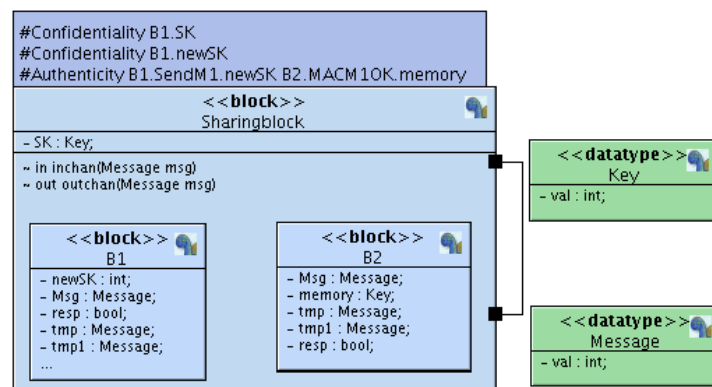 #Confidentiality B1.SK
#Confidentiality B1.newSK
#Authenticity B1.SendM1.newSK B2.MACM1OK.memory
<<block>>
Sharingblock
- SK : Key;
~ in inchan(Message msg)
~ out outchan(Message msg)
<<block>>
B1
- newSK : int;
- Msg : Message;
- resp : bool;
- tmp : Message;
- tmp1 : Message;
...
<<block>>
B2
- Msg : Message;
- memory : Key;
- tmp : Message;
- tmp1 : Message;
- resp : bool;
<<datatype>>
Key
- val : int;
<<datatype>>
Message
- val : int;